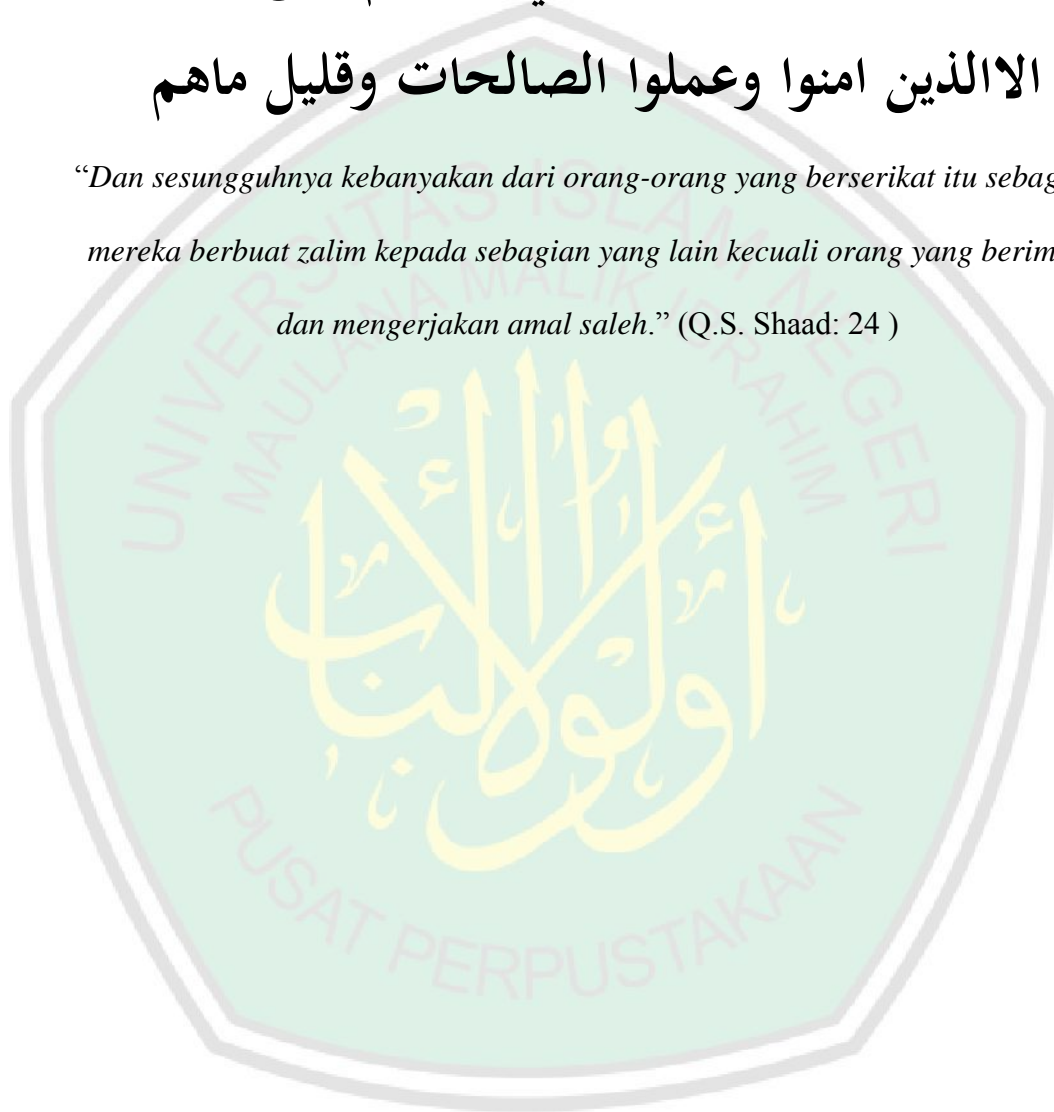 الاالذين امنوا وعملوا الصالحات وقليل ماهم
“Dan sesungguhnya kebanyakan dari orang-orang yang berserikat itu
mereka berbuat zalim kepada sebagian yang lain kecuali orang yang
dan mengerjakan amal saleh.” (Q.S. Shaad: 24 )
UNIVERSITAS ISLAM NEGERI
MAULANA MALIK IBRAHIM
PUSAT PERPUSTAKAAN